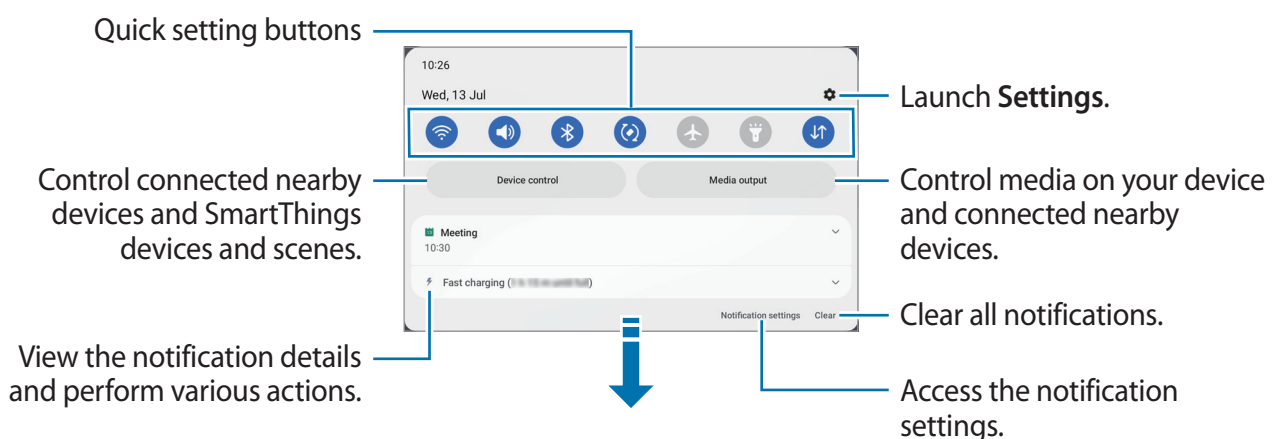 Quick setting buttons
10:26
Wed, 13 Jul
Launch Settings.
Device control
Media output
Control connected nearby
devices and SmartThings
devices and scenes.
Control media on your device
and connected nearby
devices.
Meeting
10:30
Fast charging ( )
Notification settings
Clear
Clear all notifications.
View the notification details
and perform various actions.
Access the notification
settings.